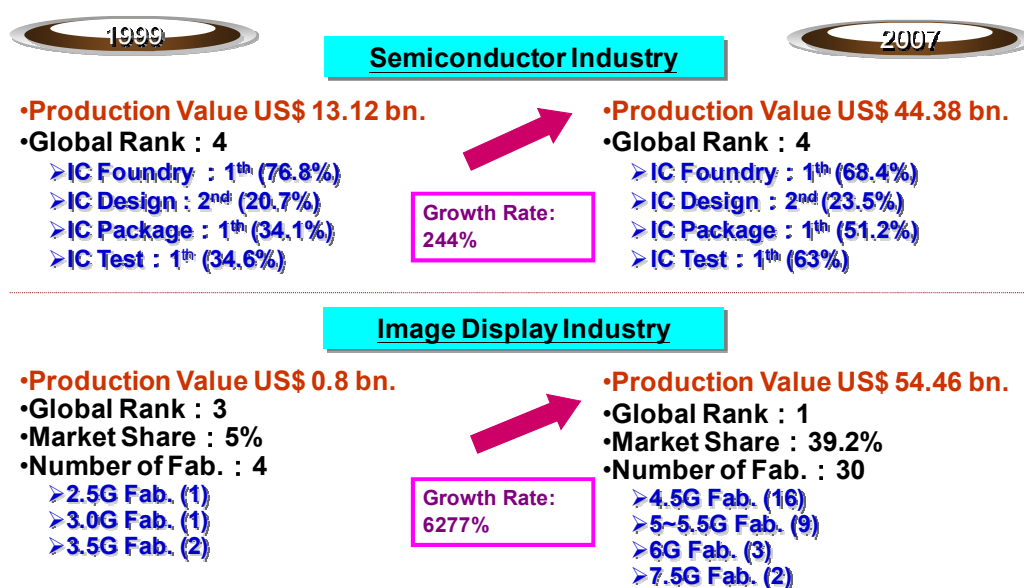 1999
2007
Semiconductor Industry
•Production Value US$ 13.12 bn.
•Global Rank：4
➢IC Foundry ：1th (76.8%)
➢IC Design：2nd (20.7%)
➢IC Package：1th (34.1%)
➢IC Test：1th (34.6%)
Growth Rate:
244%
•Production Value US$ 44.38 bn.
•Global Rank：4
➢IC Foundry：1th (68.4%)
➢IC Design：2nd (23.5%)
➢IC Package：1th (51.2%)
➢IC Test：1th (63%)
Image Display Industry
•Production Value US$ 0.8 bn.
•Global Rank：3
•Market Share：5%
•Number of Fab.：4
➢2.5G Fab. (1)
➢3.0G Fab. (1)
➢3.5G Fab. (2)
Growth Rate:
6277%
•Production Value US$ 54.46 bn.
•Global Rank：1
•Market Share：39.2%
•Number of Fab.：30
➢4.5G Fab. (16)
➢5~5.5G Fab. (9)
➢6G Fab. (3)
➢7.5G Fab. (2)